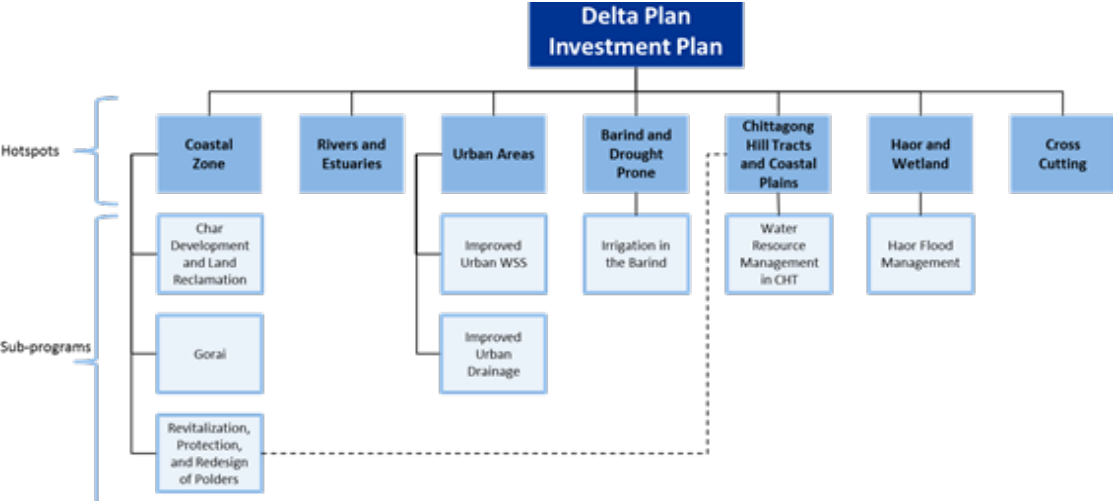 Delta Plan
Investment Plan
Hotspots
Coastal
Zone
Rivers and
Estuaries
Urban Areas
Barind and
Drought
Prone
Chittagong
Hill Tracts
and Coastal
Plains
Haor and
Wetland
Cross
Cutting
Sub-programs
Char
Development
and Land
Reclamation
Improved
Urban WSS
Irrigation in
the Barind
Water
Resource
Management
in CHT
Haor Flood
Management
Gorai
Improved
Urban
Drainage
Revitalization,
Protection,
and Redesign
of Polders